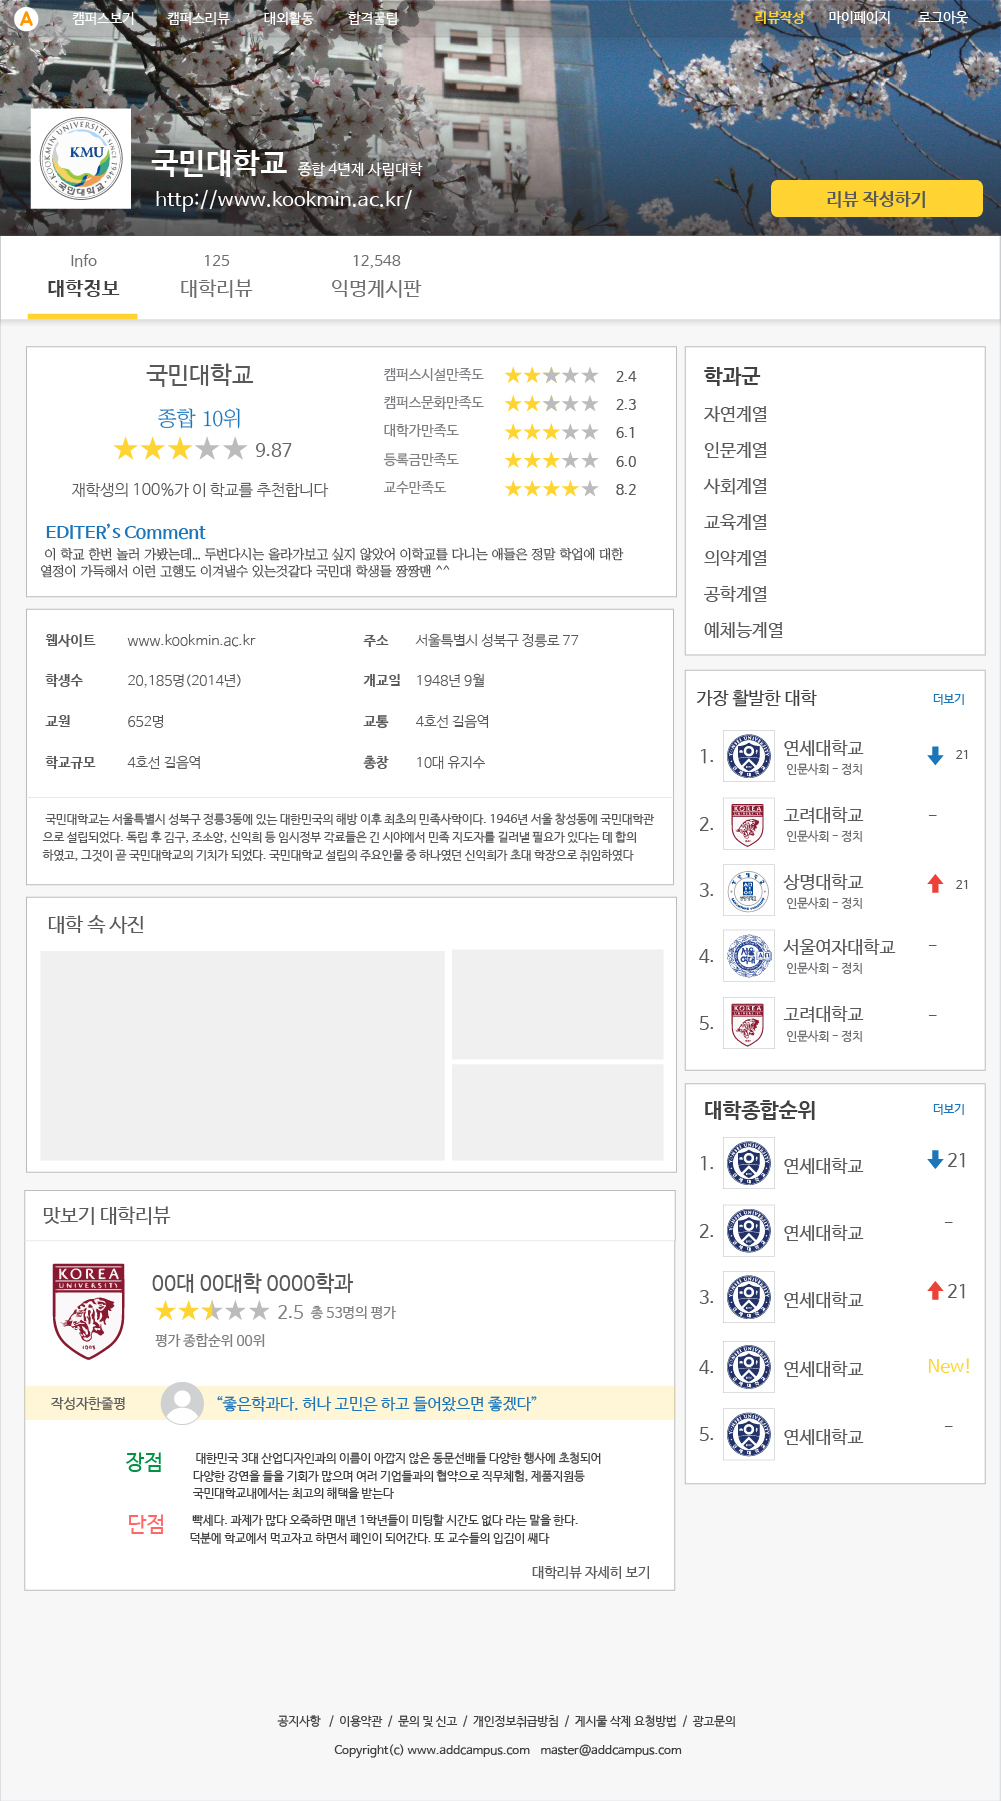 A
캠퍼스보기 캠퍼스리뷰 대외활동 합격꿀팁 리뷰작성 마이페이지 로그아웃
KOOKMIN UNIVERSITY SINCE 1946
KMU
국민대학교
국민대학교 종합 4년제 사립대학
http://www.kookmin.ac.kr/
리뷰 작성하기
Info 125 12,548
대학정보 대학리뷰 익명게시판
국민대학교
종합 10위
9.87
재학생의 100%가 이 학교를 추천합니다
캠퍼스시설만족도 2.4
캠퍼스문화만족도 2.3
대학가만족도 6.1
등록금만족도 6.0
교수만족도 8.2
EDITER’s Comment
이 학교 한번 놀러 가봤는데... 두번다시는 올라가보고 싶지 않았어 이학교를 다니는 애들은 정말 학업에 대한
열정이 가득해서 이런 고행도 이겨낼수 있는것같다 국민대 학생들 짱짱맨 ^^
웹사이트 www.kookmin.ac.kr 주소 서울특별시 성북구 정릉로 77
학생수 20,185명(2014년) 개교일 1948년 9월
교원 652명 교통 4호선 길음역
학교규모 4호선 길음역 총장 10대 유지수
국민대학교는 서울특별시 성북구 정릉3동에 있는 대한민국의 해방 이후 최초의 민족사학이다. 1946년 서울 창성동에 국민대학관
으로 설립되었다. 독립 후 김구, 조소앙, 신익희 등 임시정부 각료들은 긴 시야에서 민족 지도자를 길러낼 필요가 있다는 데 합의
하였고, 그것이 곧 국민대학교의 기치가 되었다. 국민대학교 설립의 주요인물 중 하나였던 신익희가 초대 학장으로 취임하였다
대학 속 사진
맛보기 대학리뷰
KOREA
UNIVERSITY
1905
00대 00대학 0000학과
2.5 총 53명의 평가
평가 종합순위 00위
작성자한줄평 “좋은학과다. 허나 고민은 하고 들어왔으면 좋겠다”
장점 대한민국 3대 산업디자인과의 이름이 아깝지 않은 동문선배들 다양한 행사에 초청되어
다양한 강연을 들을 기회가 많으며 여러 기업들과의 협약으로 직무체험, 제품지원등
국민대학교내에서는 최고의 해택을 받는다
단점 빡세다. 과제가 많다 오죽하면 매년 1학년들이 미팅할 시간도 없다 라는 말을 한다.
덕분에 학교에서 먹고자고 하면서 폐인이 되어간다. 또 교수들의 입김이 쌔다
대학리뷰 자세히 보기
학과군
자연계열
인문계열
사회계열
교육계열
의약계열
공학계열
예체능계열
가장 활발한 대학 더보기
1. 연세대학교 21
인문사회 - 정치
2. 고려대학교 -
인문사회 - 정치
3. 상명대학교 21
인문사회 - 정치
4. 서울여자대학교 -
인문사회 - 정치
5. 고려대학교 -
인문사회 - 정치
대학종합순위 더보기
1. 연세대학교 21
2. 연세대학교 -
3. 연세대학교 21
4. 연세대학교 New!
5. 연세대학교 -
공지사항 / 이용약관 / 문의 및 신고 / 개인정보취급방침 / 게시물 삭제 요청방법 / 광고문의
Copyright(c) www.addcampus.com master@addcampus.com